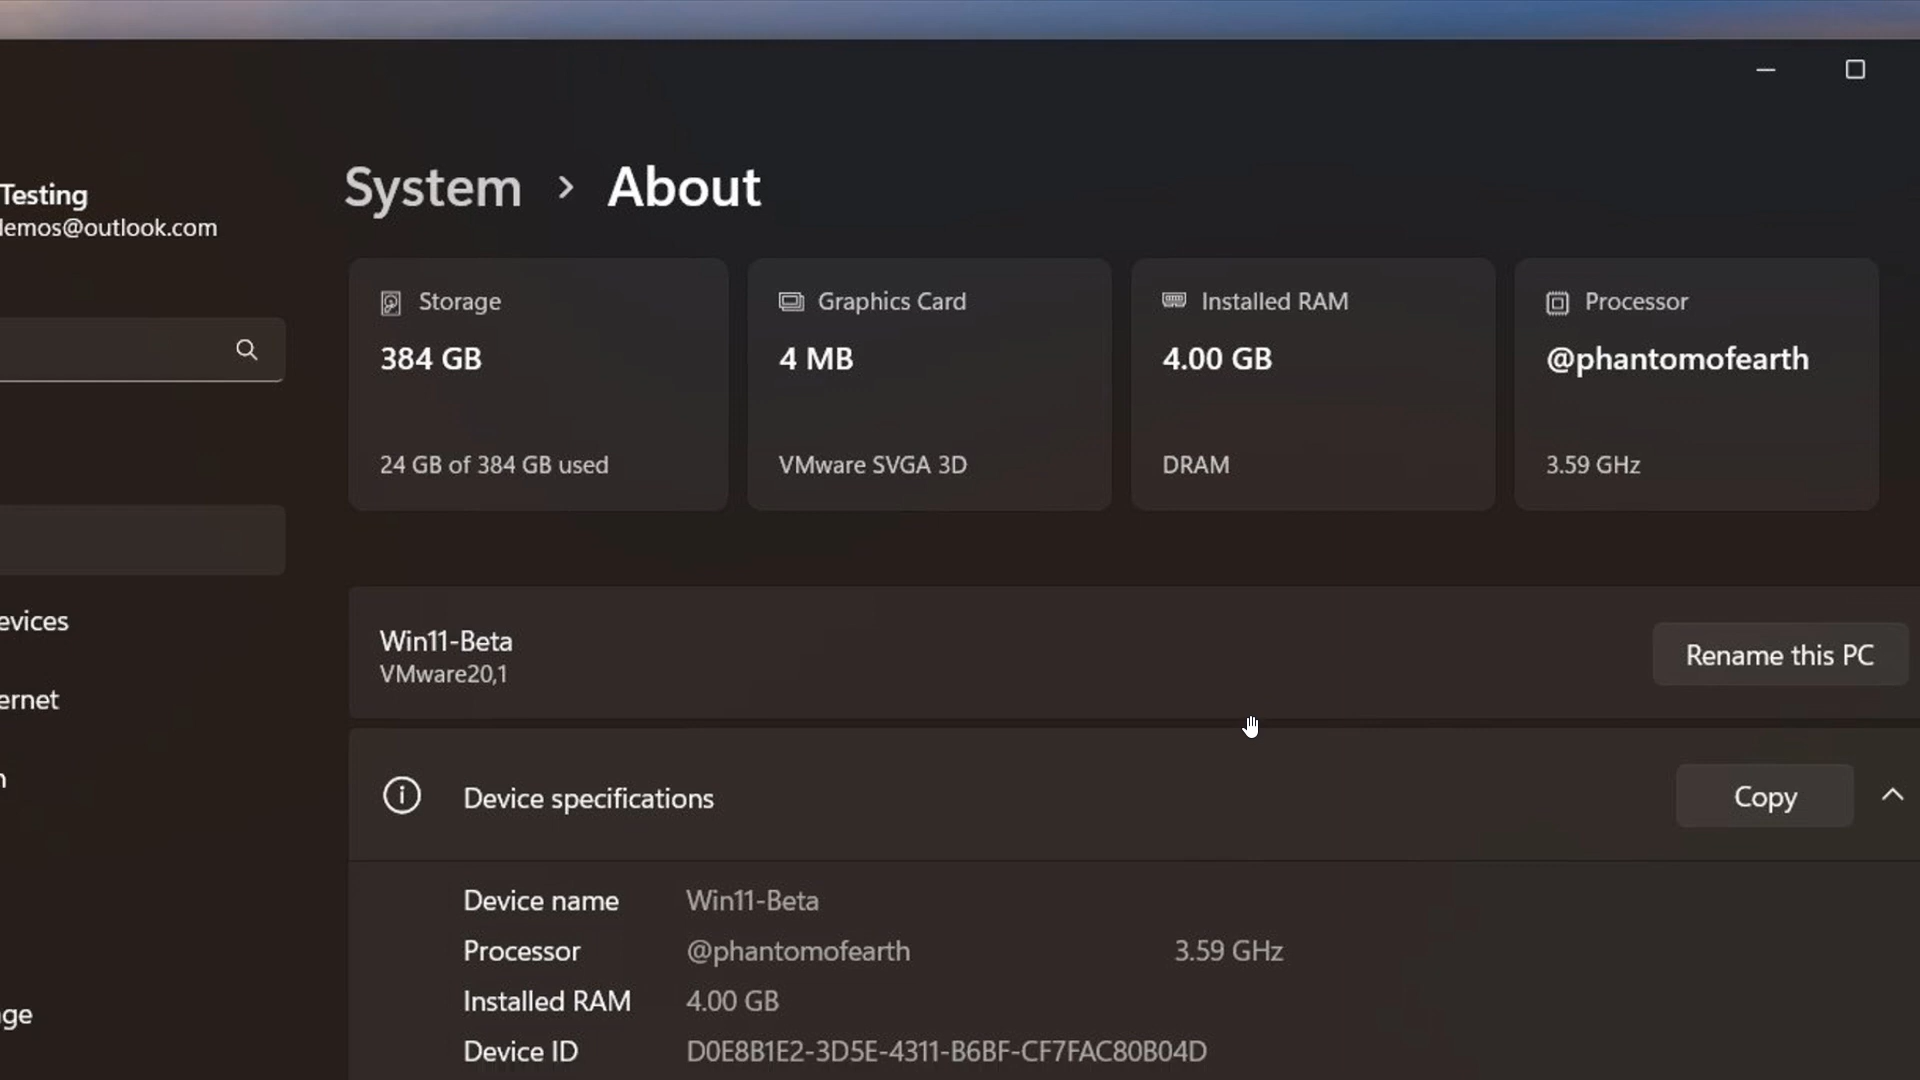 System > About
Testing
lemos@outlook.com
Storage
384 GB
24 GB of 384 GB used
Graphics Card
4 MB
VMware SVGA 3D
Installed RAM
4.00 GB
DRAM
Processor
@phantomofearth
3.59 GHz
Win11-Beta
VMware20,1
Rename this PC
evices
ernet
n
ge
Device specifications
Copy
Device name Win11-Beta
Processor @phantomofearth 3.59 GHz
Installed RAM 4.00 GB
Device ID D0E8B1E2-3D5E-4311-B6BF-CF7FAC80B04D